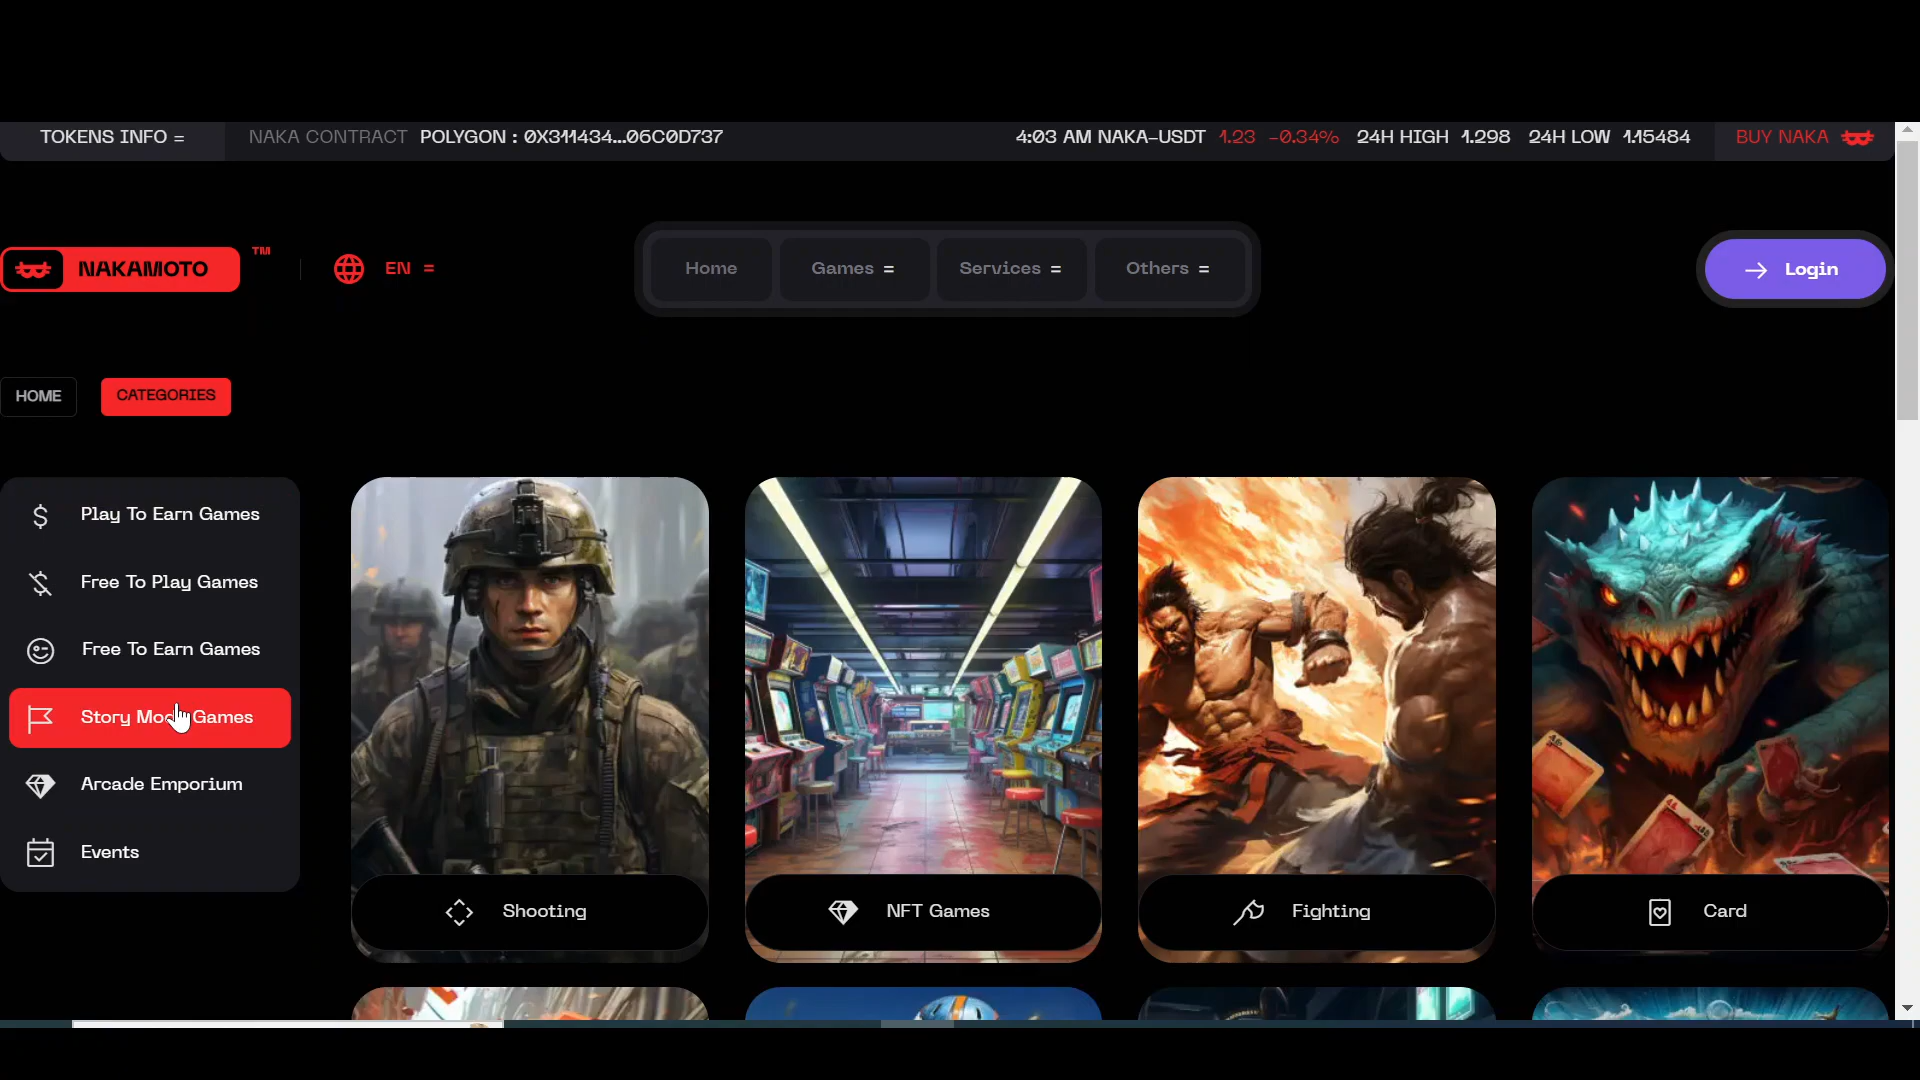 TOKENS INFO =
NAKA CONTRACT POLYGON : 0X311434...06C0D737
4:03 AM NAKA-USDT 1.23 -0.34% 24H HIGH 1.298 24H LOW 1.15484
BUY NAKA
NAKAMOTO TM
EN =
Home
Games =
Services =
Others =
Login
HOME
CATEGORIES
Play To Earn Games
Free To Play Games
Free To Earn Games
Story Mode Games
Arcade Emporium
Events
Shooting
NFT Games
Fighting
Card